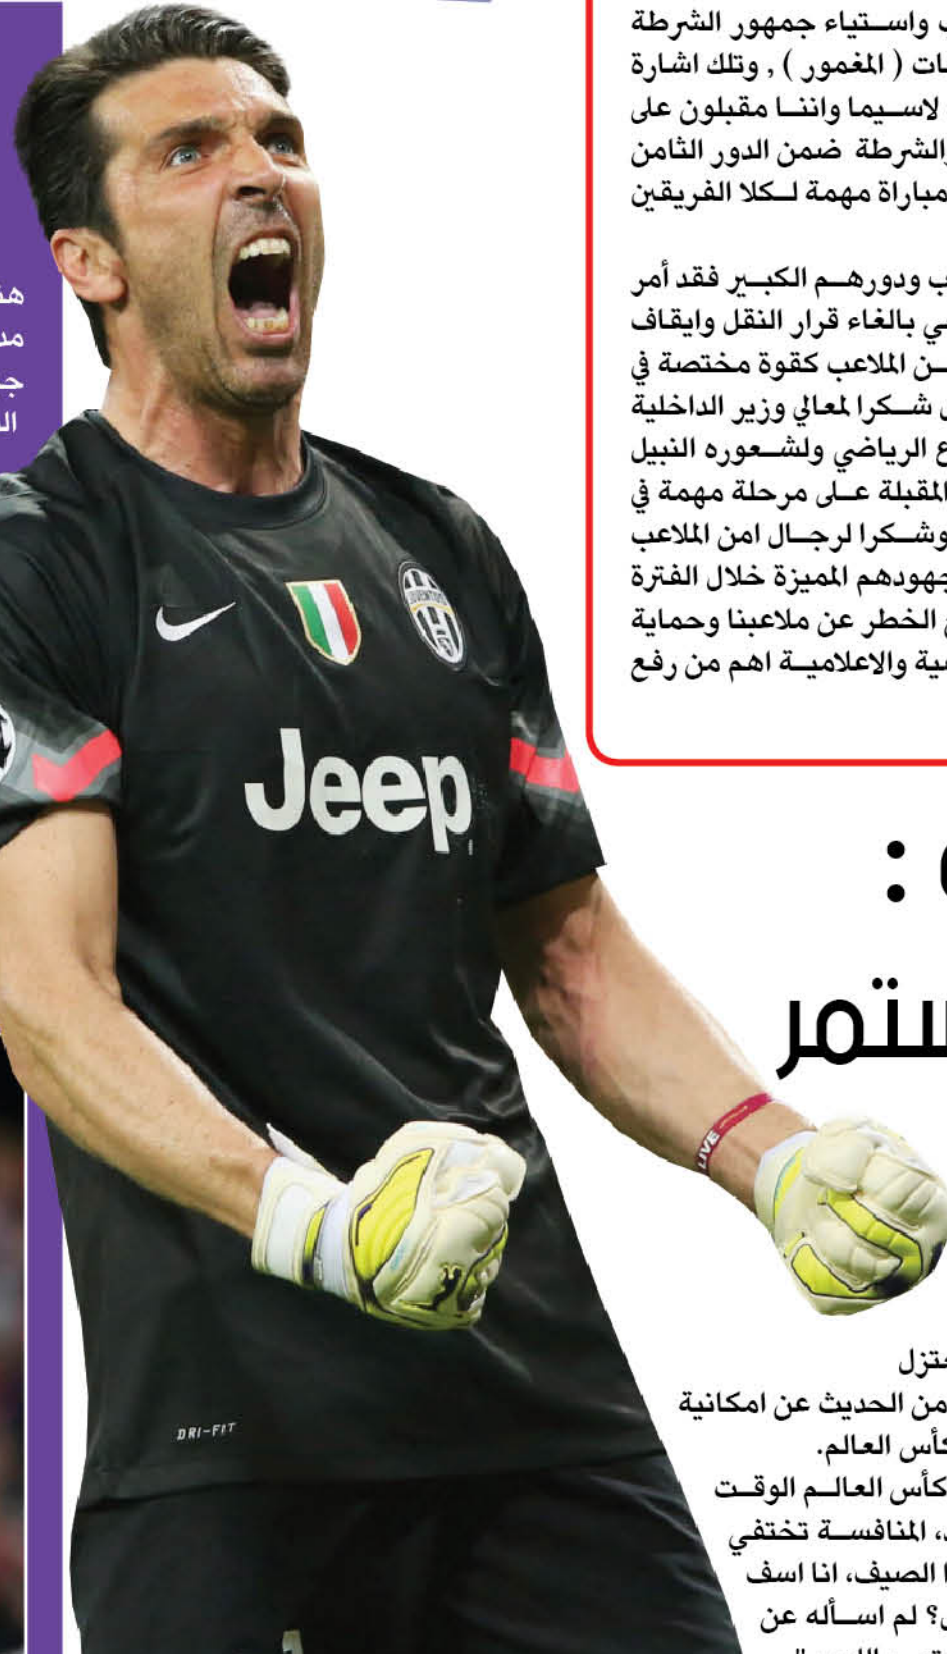 واستياء جمهور الشرطة
( المغمور ) , وتلك اشارة
لاسيما واننا مقبلون على
والشرطة ضمن الدور الثامن
مباراة مهمة لكلا الفريقين
ودورهم الكبير فقد أمر
بالغاء قرار النقل وايقاف
الملاعب كقوة مختصة في
شكرا لمعالي وزير الداخلية
الرياضي ولشعوره النبيل
المقبلة على مرحلة مهمة في
وشكرا لرجال امن الملاعب
جهودهم المميزة خلال الفترة
الخطر عن ملاعبنا وحماية
والاعلامية اهم من رفع
JUVENTUS
Jeep
:
LIVE
DRI-FIT
من الحديث عن امكانية
كأس العالم.
كأس العالم الوقت
المنافسة تختفي
الصيف، انا اسف
؟ لم اسأله عن